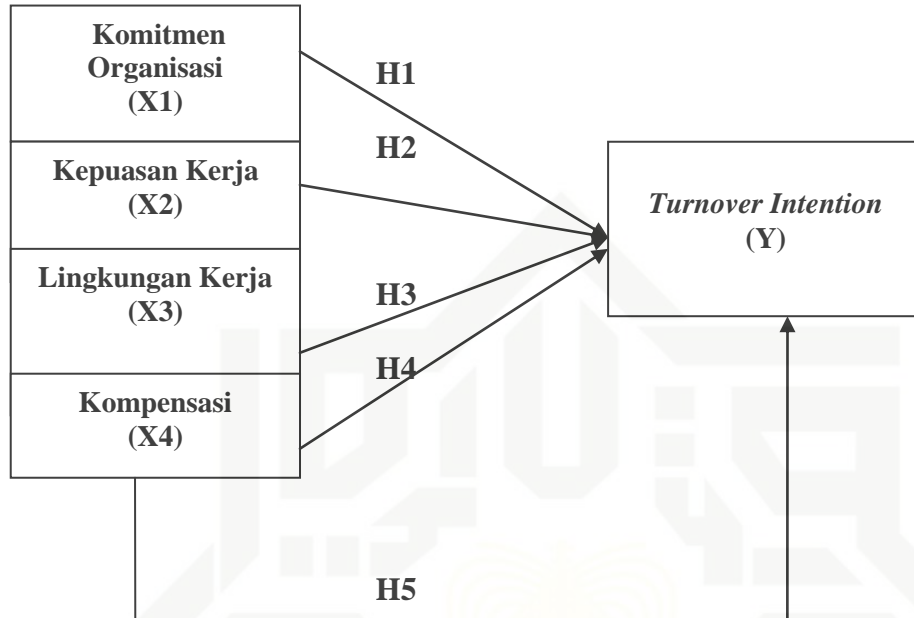 Komitmen
Organisasi
(X1)
Kepuasan Kerja
(X2)
Lingkungan Kerja
(X3)
Kompensasi
(X4)
H1
H2
H3
H4
H5
Turnover Intention
(Y)